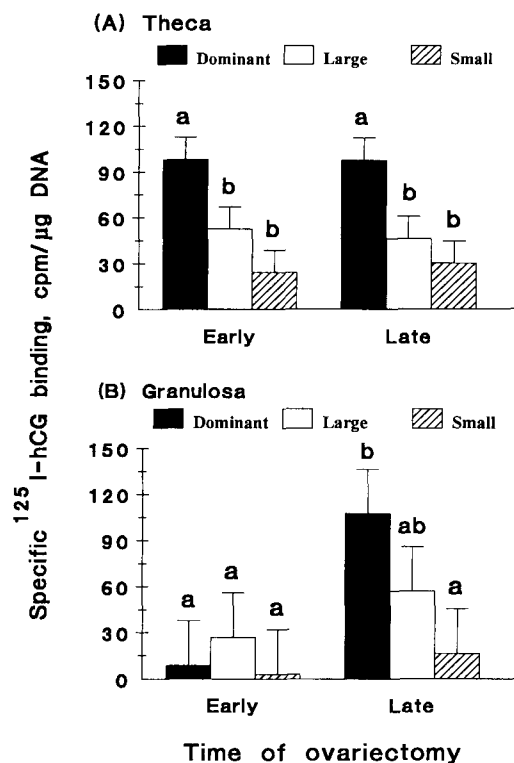 (A) Theca
Dominant Large Small
150
120
90
60
30
0
a
b
b
a
b
b
Early Late
(B) Granulosa
Dominant Large Small
150
120
90
60
30
0
a
a
a
b
ab
a
Early Late
Specific 125 I-hCG binding, cpm/μg DNA
Time of ovariectomy